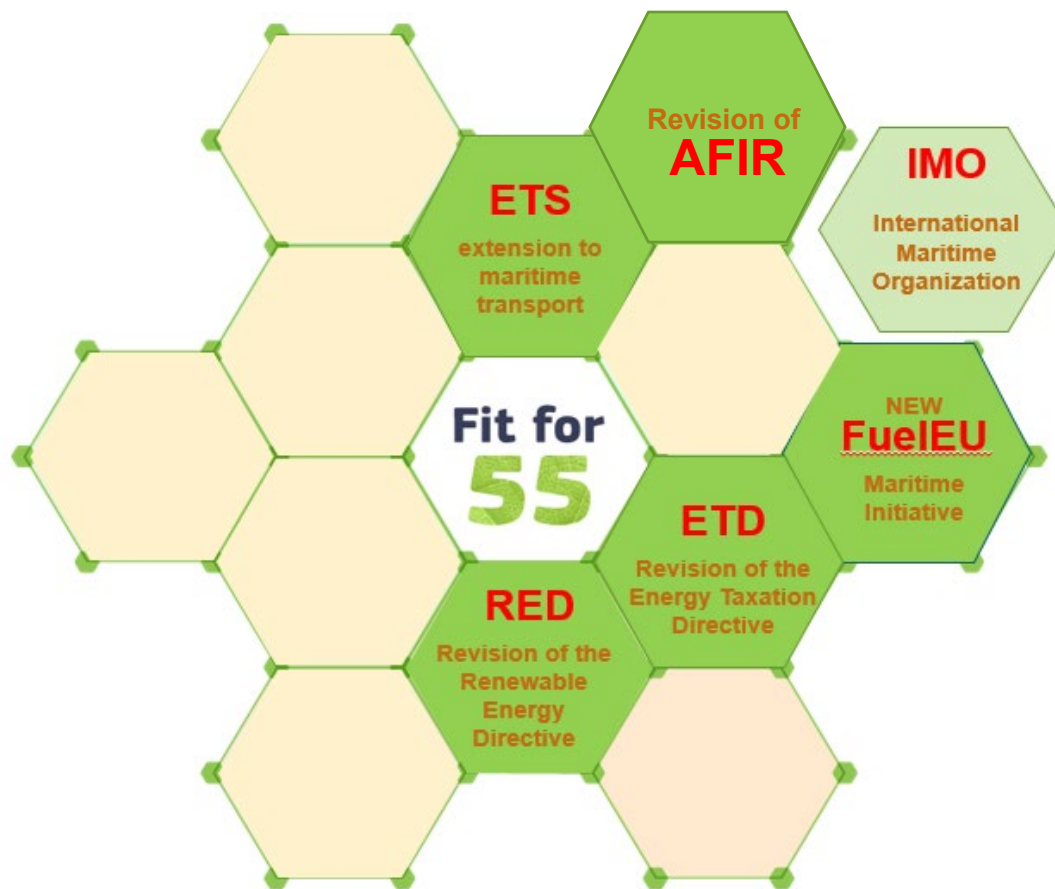 Revision of
AFIR
IMO
International
Maritime
Organization
ETS
extension to
maritime
transport
Fit for
55
NEW
FuelEU
Maritime
Initiative
ETD
Revision of the
Energy Taxation
Directive
RED
Revision of the
Renewable
Energy
Directive